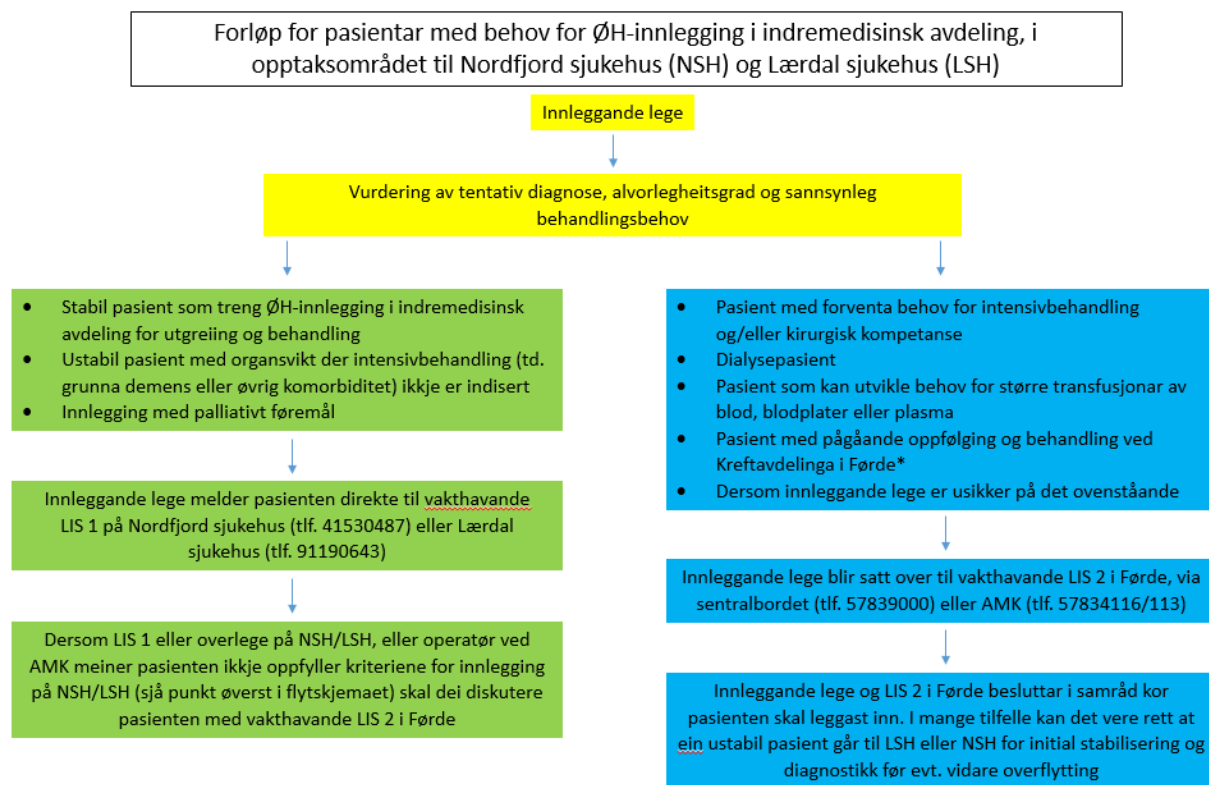 Forløp for pasientar med behov for ØH-innlegging i indremedisinsk avdeling, i
opptaksområdet til Nordfjord sjukehus (NSH) og Lærdal sjukehus (LSH)
Innleggande lege
Vurdering av tentativ diagnose, alvorlegheitsgrad og sannsynleg
behandlingsbehov
• Stabil pasient som treng ØH-innlegging i indremedisinsk
avdeling for utgreiing og behandling
• Ustabil pasient med organsvikt der intensivbehandling (td.
grunna demens eller øvrig komorbiditet) ikkje er indisert
• Innlegging med palliativt føremål
Innleggande lege melder pasienten direkte til vakthavande
LIS 1 på Nordfjord sjukehus (tlf. 41530487) eller Lærdal
sjukehus (tlf. 91190643)
Dersom LIS 1 eller overlege på NSH/LSH, eller operatør ved
AMK meiner pasienten ikkje oppfyller kriteriene for innlegging
på NSH/LSH (sjå punkt øverst i flytskjemaet) skal dei diskutere
pasienten med vakthavande LIS 2 i Førde
• Pasient med forventa behov for intensivbehandling
og/eller kirurgisk kompetanse
• Dialysepasient
• Pasient som kan utvikle behov for større transfusjonar av
blod, blodplater eller plasma
• Pasient med pågåande oppfølging og behandling ved
Kreftavdelinga i Førde*
• Dersom innleggande lege er usikker på det ovenståande
Innleggande lege blir satt over til vakthavande LIS 2 i Førde, via
sentralbordet (tlf. 57839000) eller AMK (tlf. 57834116/113)
Innleggande lege og LIS 2 i Førde besluttar i samråd kor
pasienten skal leggast inn. I mange tilfelle kan det vere rett at
ein ustabil pasient går til LSH eller NSH for initial stabilisering og
diagnostikk før evt. vidare overflytting